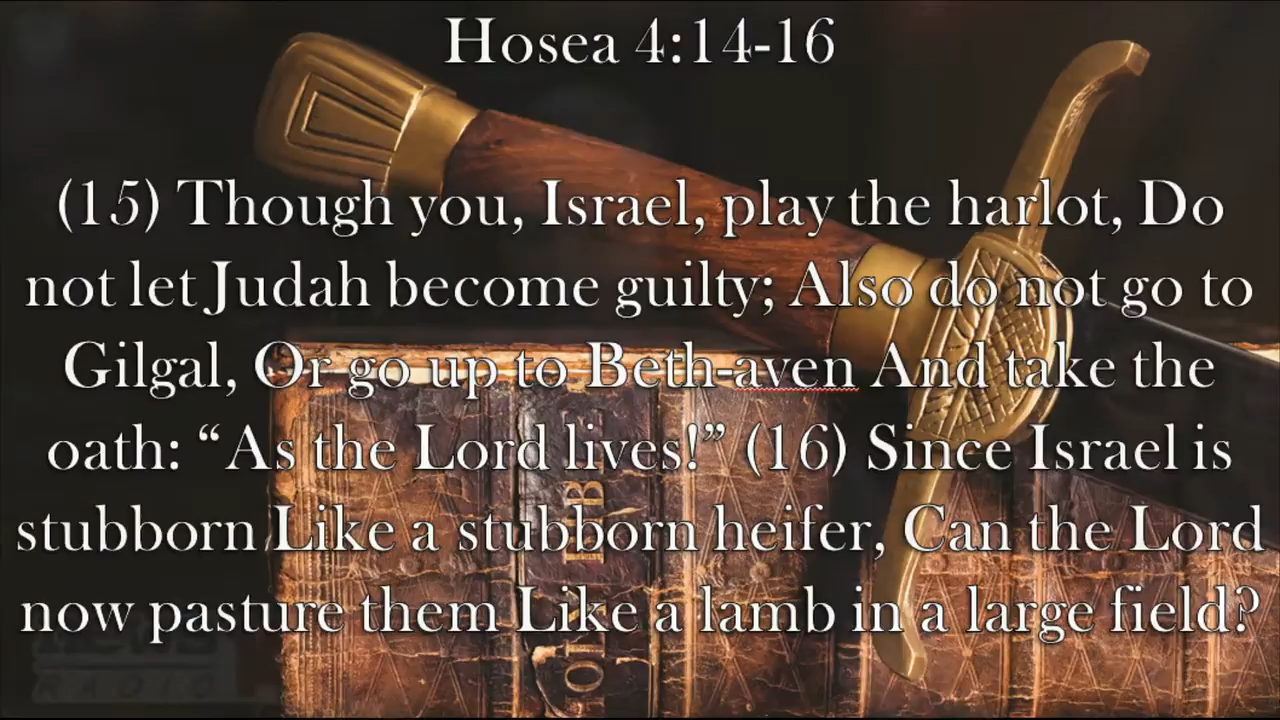 Hosea 4:14-16
(15) Though you, Israel, play the harlot, Do
not let Judah become guilty; Also do not go to
Gilgal, Or go up to Beth-aven And take the
oath: “As the Lord lives!” (16) Since Israel is
stubborn Like a stubborn heifer, Can the Lord
now pasture them Like a lamb in a large field?
RADIO